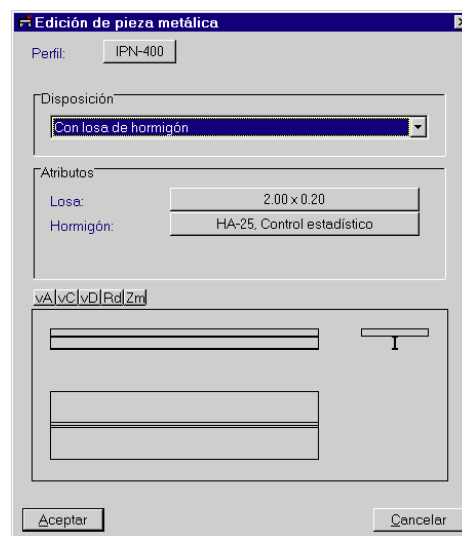 Edición de pieza metálica
Perfil: IPN-400
Disposición
Con losa de hormigón
Atributos
Losa: 2.00 x 0.20
Hormigón: HA-25, Control estadístico
vA vC vD Rd Zm
Aceptar Cancelar